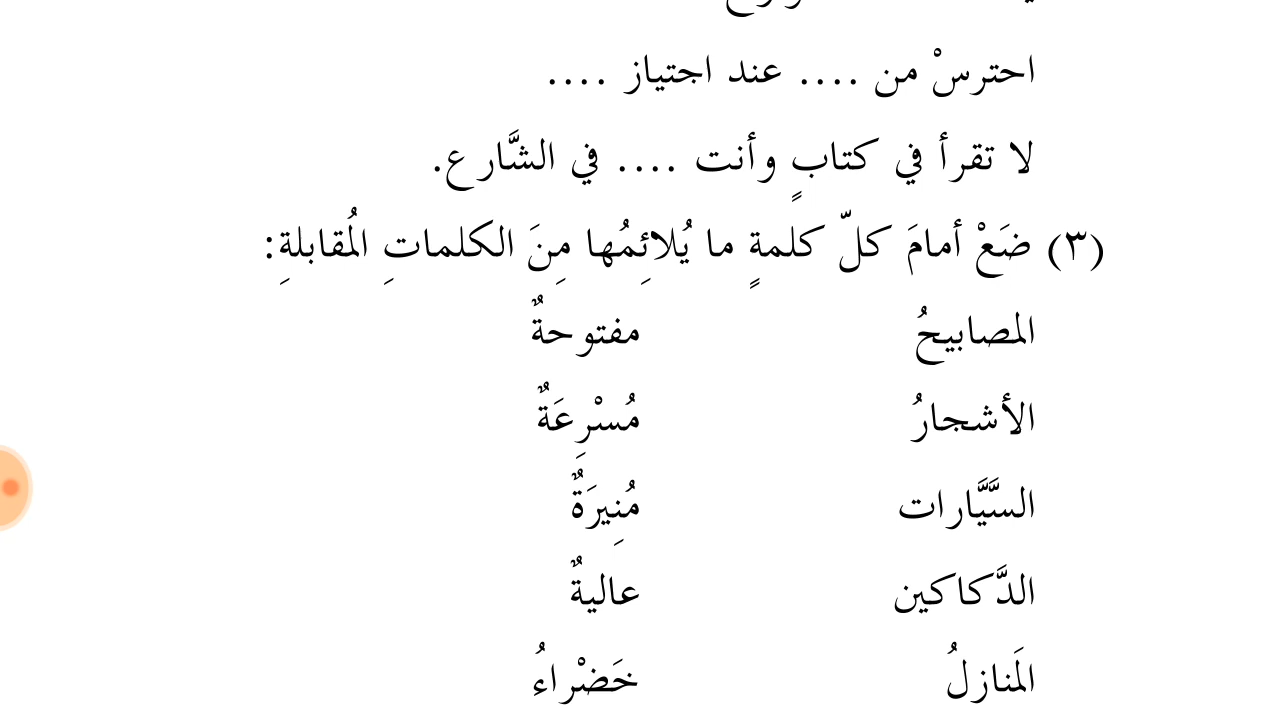 احترسْ من .... عند اجتياز ....
لا تقرأ في كتابٍ وأنت .... في الشَّارع.
(٣) ضَعْ أمامَ كلّ كلمةٍ ما يُلائِمُها مِنَ الكلماتِ المُقابلةِ:
المصابيحُ مفتوحةٌ
الأشجارُ مُسْرِعَةٌ
السَّيَّارات مُنِيرَةٌ
الدَّكاكين عاليةٌ
المَنازلُ خَضْراءُ